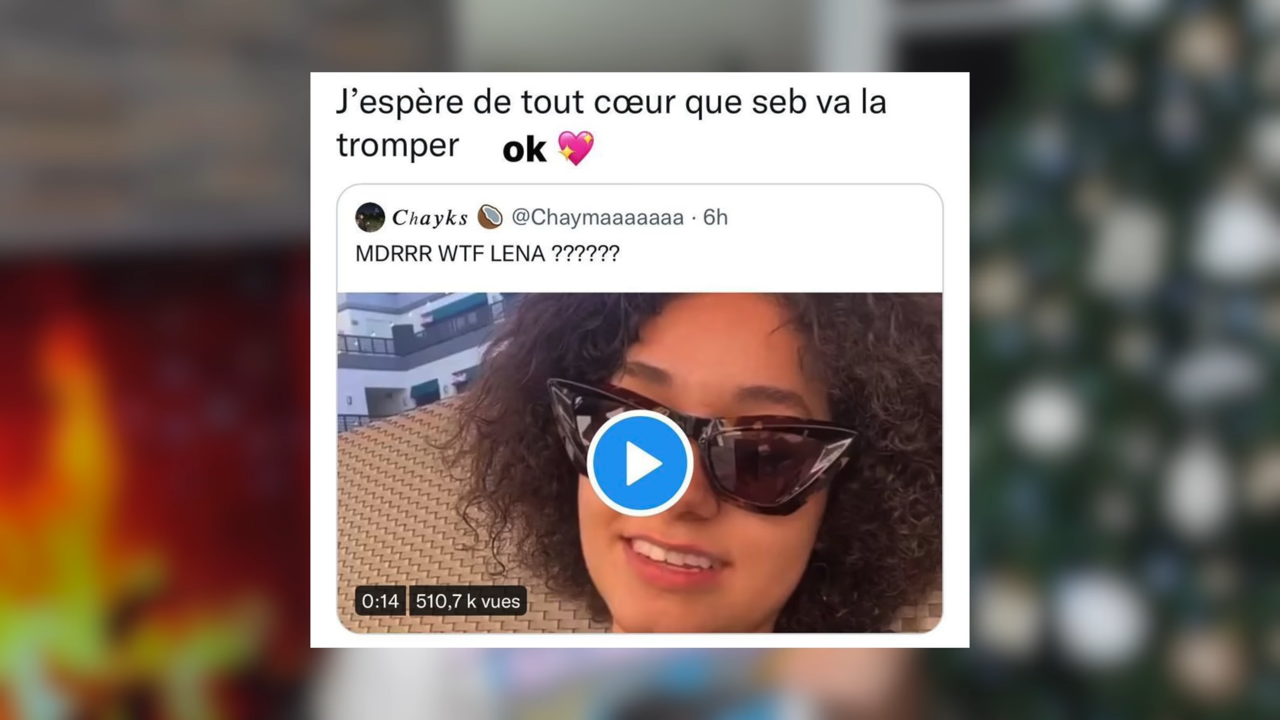 J’espère de tout cœur que seb va la
tromper ok 💖
Chayks 🥥 @Chaymaaaaaaa · 6h
MDRRR WTF LENA ??????
0:14 510,7 k vues